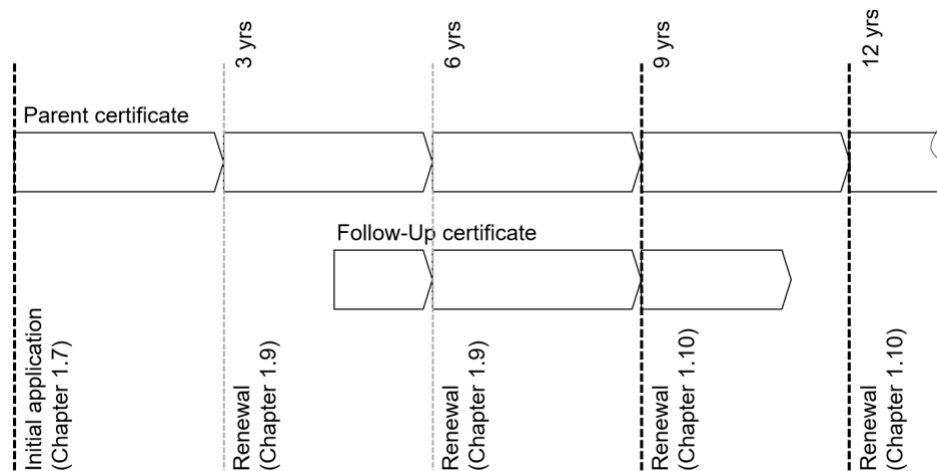 3 yrs
6 yrs
9 yrs
12 yrs
Parent certificate
Follow-Up certificate
Initial application
(Chapter 1.7)
Renewal
(Chapter 1.9)
Renewal
(Chapter 1.9)
Renewal
(Chapter 1.10)
Renewal
(Chapter 1.10)